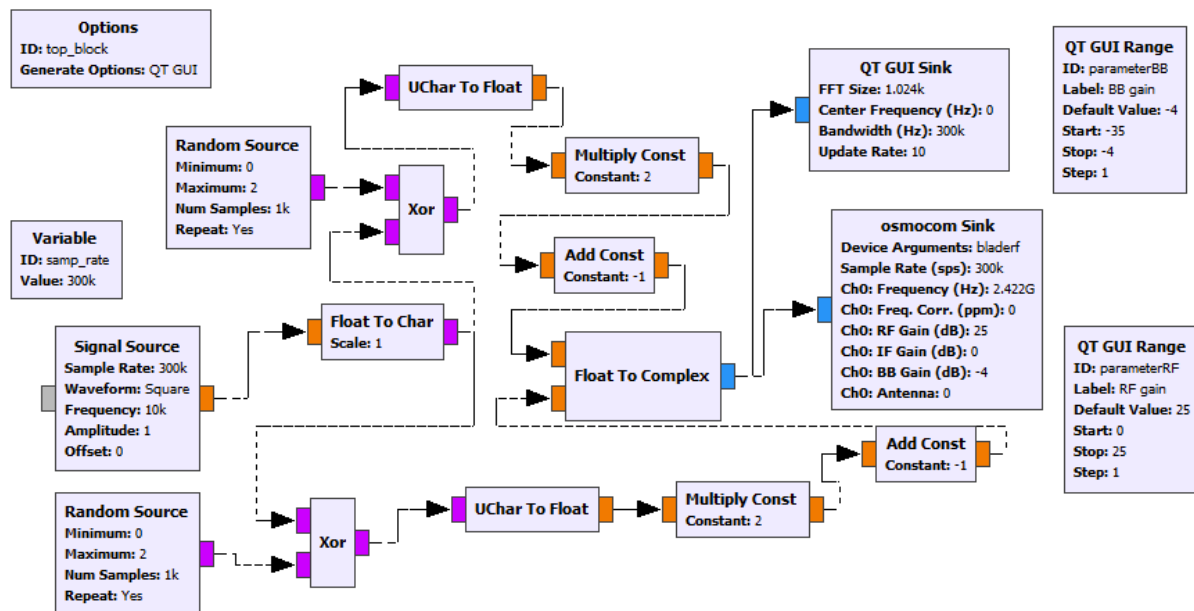 Options
ID: top_block
Generate Options: QT GUI
UChar To Float
QT GUI Sink
FFT Size: 1.024k
Center Frequency (Hz): 0
Bandwidth (Hz): 300k
Update Rate: 10
QT GUI Range
ID: parameterBB
Label: BB gain
Default Value: -4
Start: -35
Stop: -4
Step: 1
Random Source
Minimum: 0
Maximum: 2
Num Samples: 1k
Repeat: Yes
Multiply Const
Constant: 2
Xor
Variable
ID: samp_rate
Value: 300k
Add Const
Constant: -1
osmocom Sink
Device Arguments: bladerf
Sample Rate (sps): 300k
Ch0: Frequency (Hz): 2.422G
Ch0: Freq. Corr. (ppm): 0
Ch0: RF Gain (dB): 25
Ch0: IF Gain (dB): 0
Ch0: BB Gain (dB): -4
Ch0: Antenna: 0
Float To Char
Scale: 1
Signal Source
Sample Rate: 300k
Waveform: Square
Frequency: 10k
Amplitude: 1
Offset: 0
Float To Complex
QT GUI Range
ID: parameterRF
Label: RF gain
Default Value: 25
Start: 0
Stop: 25
Step: 1
Add Const
Constant: -1
Random Source
Minimum: 0
Maximum: 2
Num Samples: 1k
Repeat: Yes
Xor
UChar To Float
Multiply Const
Constant: 2